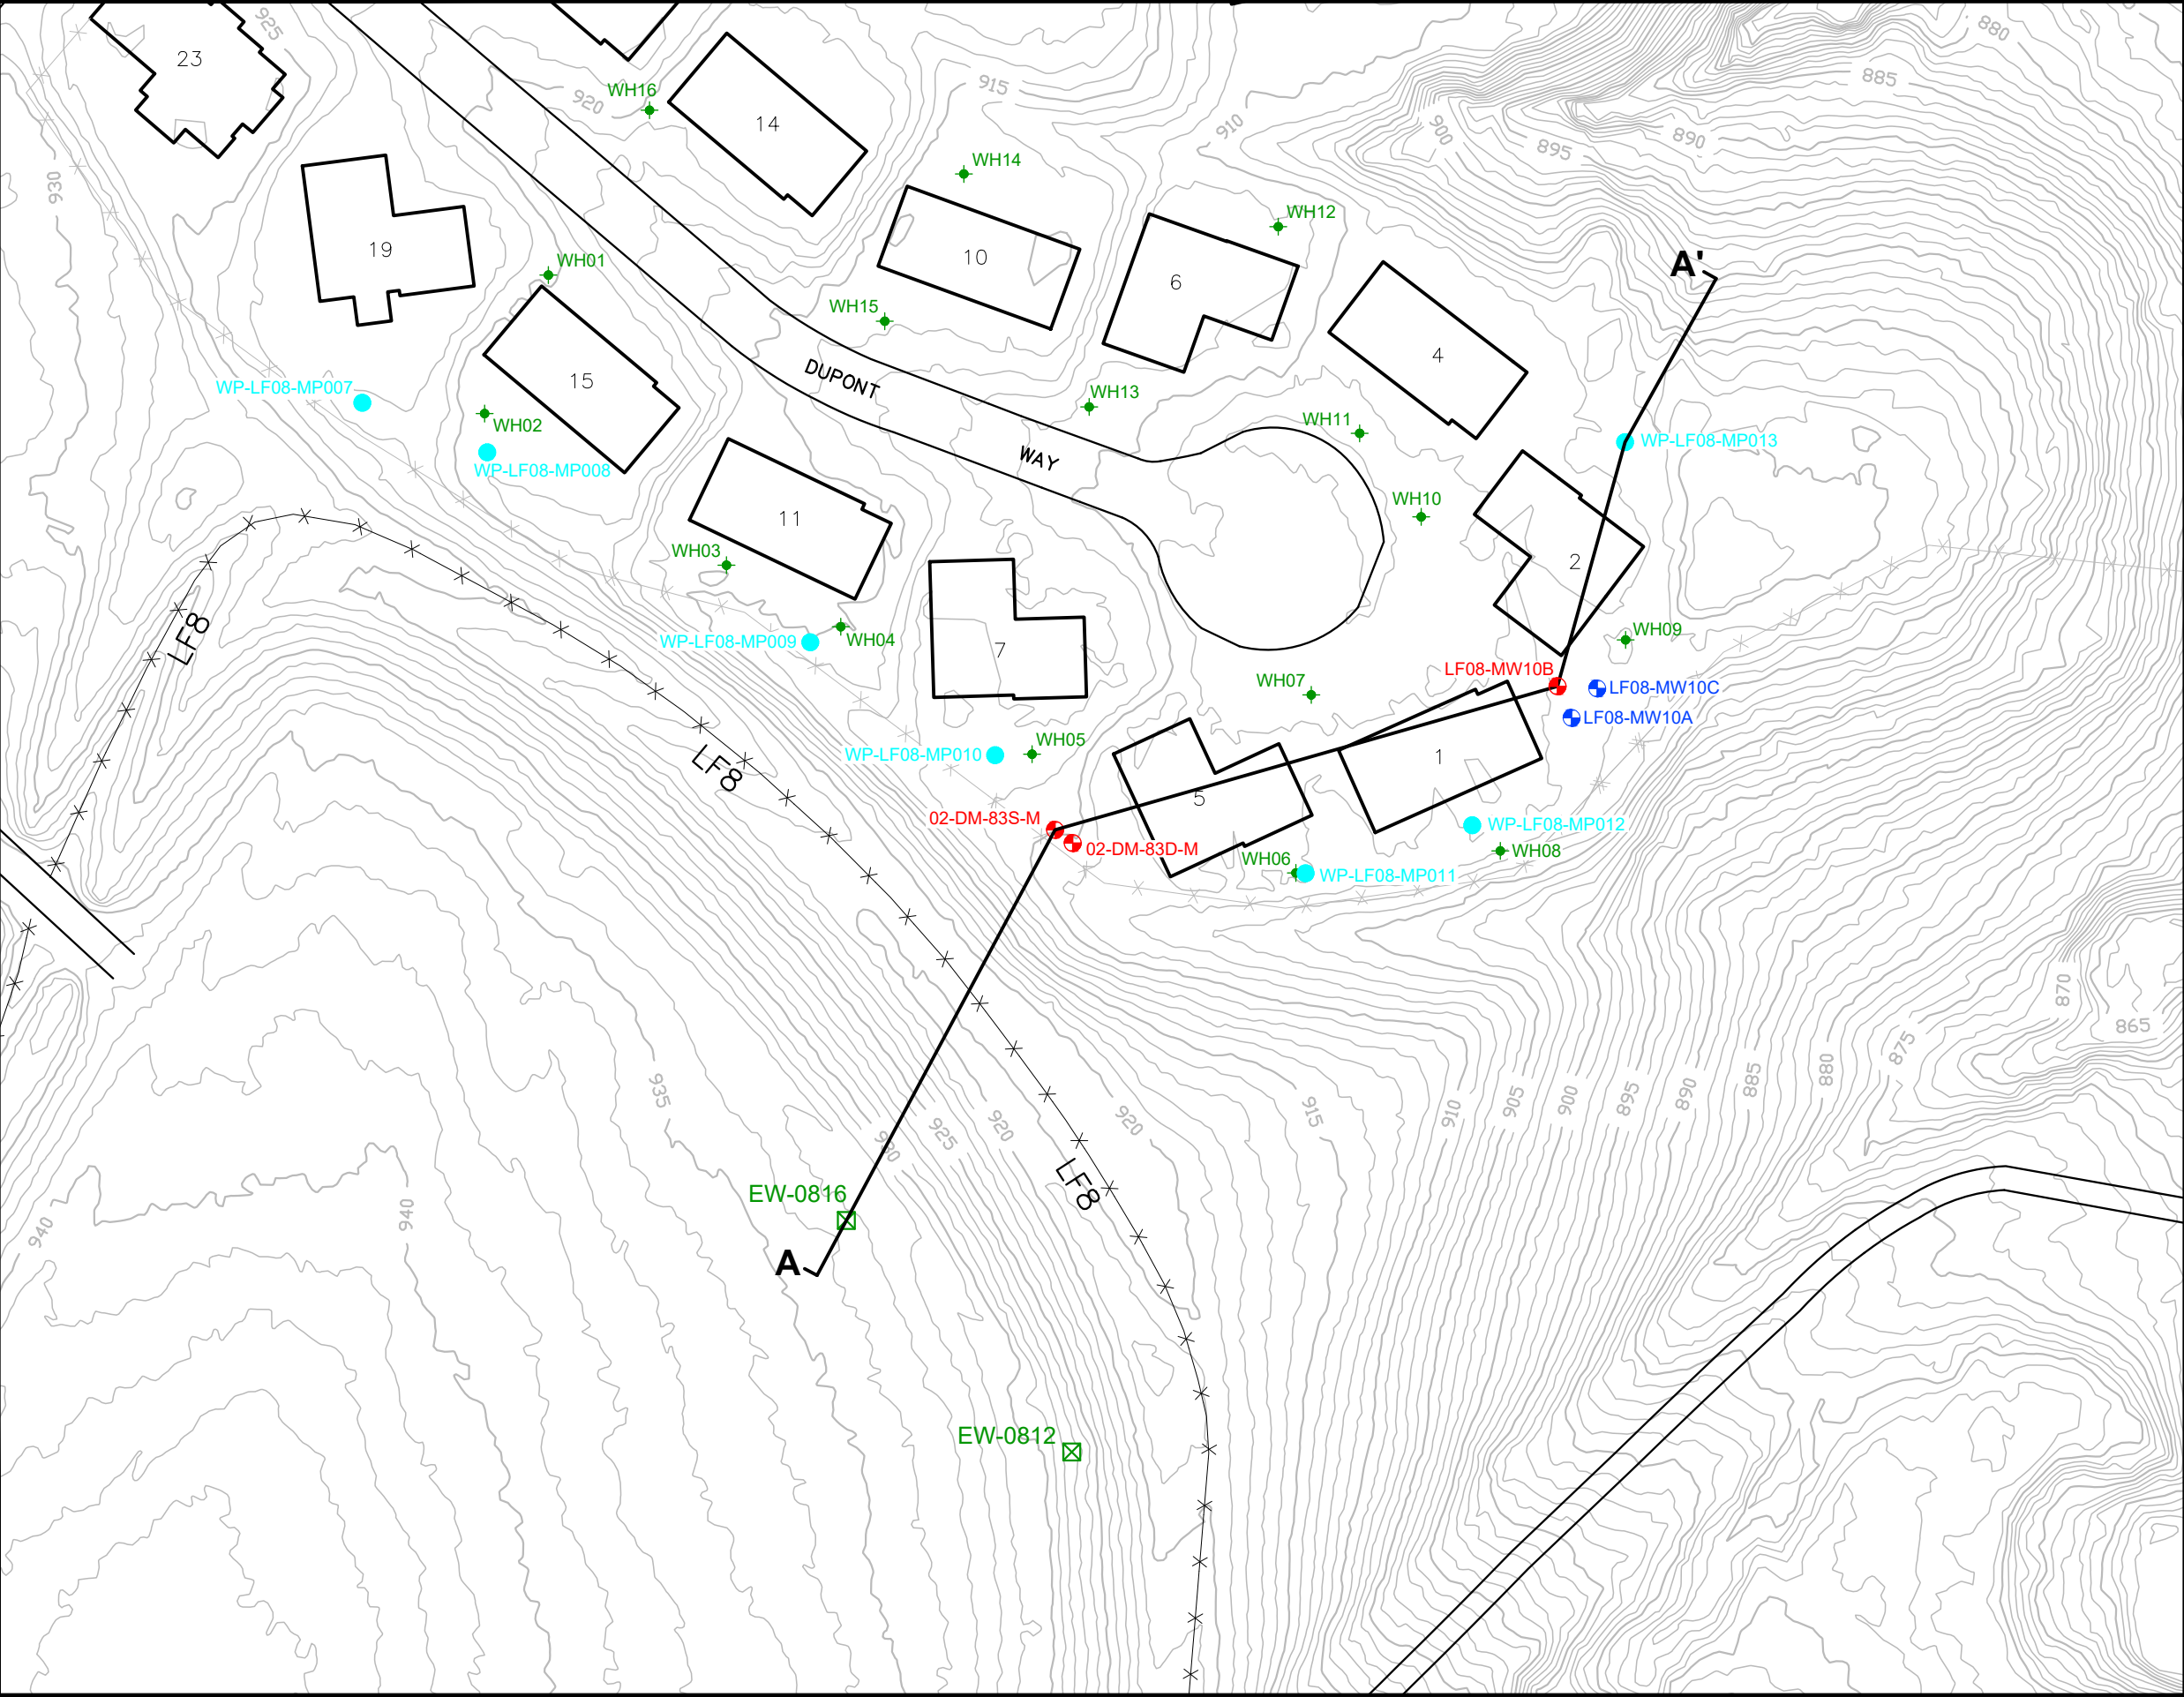 925
880
23
885
915
WH16
920
14
910
900
890
895
WH14
930
WH12
19
WH01
10
6
A'
WH15
4
DUPONT
15
WP-LF08-MP007
WH13
WH11
WH02
WP-LF08-MP013
WAY
WP-LF08-MP008
WH10
11
WH03
2
LF8
WH09
WP-LF08-MP009
WH04
7
LF08-MW10B
WH07
LF08-MW10C
LF08-MW10A
WH05
WP-LF08-MP010
1
LF8
5
02-DM-83S-M
WP-LF08-MP012
02-DM-83D-M
WH06
WH08
WP-LF08-MP011
870
865
875
880
885
890
895
900
905
910
915
920
920
925
930
935
LF8
EW-0816
940
940
A
EW-0812